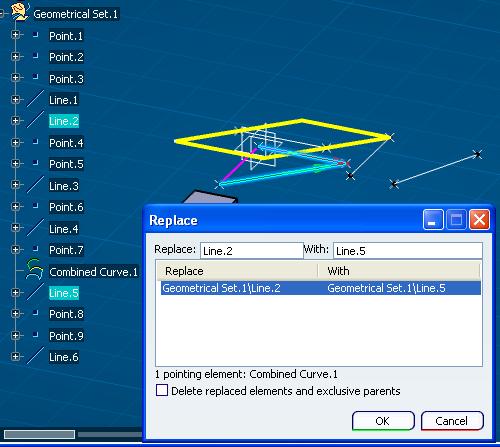 Geometrical Set.1
Point.1
Point.2
Point.3
Line.1
Line.2
Point.4
Point.5
Line.3
Point.6
Line.4
Point.7
Combined Curve.1
Line.5
Point.8
Point.9
Line.6
Replace
Replace: Line.2 With: Line.5
Replace With
Geometrical Set.1\Line.2 Geometrical Set.1\Line.5
1 pointing element: Combined Curve.1
Delete replaced elements and exclusive parents
OK Cancel